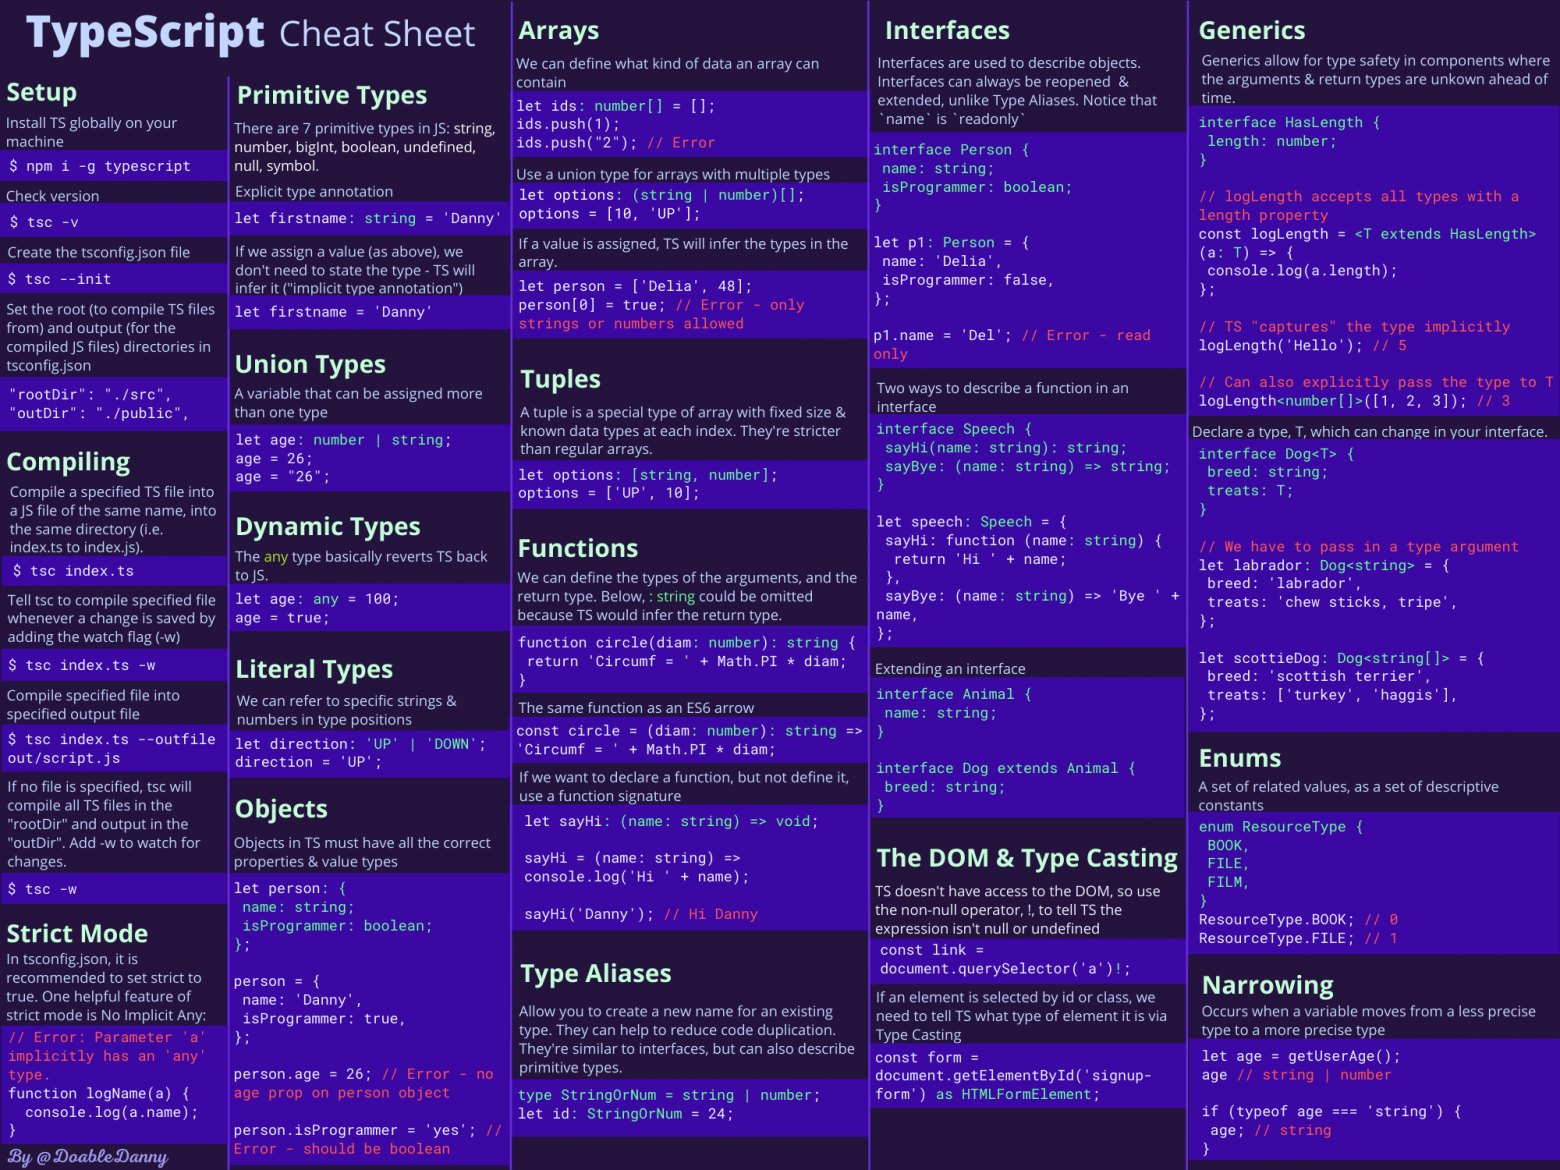 TypeScript Cheat Sheet
Setup
Install TS globally on your
machine
$ npm i -g typescript
Check version
$ tsc -v
Create the tsconfig.json file
$ tsc --init
Set the root (to compile TS files
from) and output (for the
compiled JS files) directories in
tsconfig.json
"rootDir": "./src",
"outDir": "./public",
Compiling
Compile a specified TS file into
a JS file of the same name, into
the same directory (i.e.
index.ts to index.js).
$ tsc index.ts
Tell tsc to compile specified file
whenever a change is saved by
adding the watch flag (-w)
$ tsc index.ts -w
Compile specified file into
specified output file
$ tsc index.ts --outfile
out/script.js
If no file is specified, tsc will
compile all TS files in the
"rootDir" and output in the
"outDir". Add -w to watch for
changes.
$ tsc -w
Strict Mode
In tsconfig.json, it is
recommended to set strict to
true. One helpful feature of
strict mode is No Implicit Any:
// Error: Parameter 'a'
implicitly has an 'any'
type.
function logName(a) {
console.log(a.name);
}
By @DoableDanny
Primitive Types
There are 7 primitive types in JS: string,
number, bigInt, boolean, undefined,
null, symbol.
Explicit type annotation
let firstname: string = 'Danny'
If we assign a value (as above), we
don't need to state the type - TS will
infer it ("implicit type annotation")
let firstname = 'Danny'
Union Types
A variable that can be assigned more
than one type
let age: number | string;
age = 26;
age = "26";
Dynamic Types
The any type basically reverts TS back
to JS.
let age: any = 100;
age = true;
Literal Types
We can refer to specific strings &
numbers in type positions
let direction: 'UP' | 'DOWN';
direction = 'UP';
Objects
Objects in TS must have all the correct
properties & value types
let person: {
name: string;
isProgrammer: boolean;
};
person = {
name: 'Danny',
isProgrammer: true,
};
person.age = 26; // Error - no
age prop on person object
person.isProgrammer = 'yes'; //
Error - should be boolean
Arrays
We can define what kind of data an array can
contain
let ids: number[] = [];
ids.push(1);
ids.push("2"); // Error
Use a union type for arrays with multiple types
let options: (string | number)[];
options = [10, 'UP'];
If a value is assigned, TS will infer the types in the
array.
let person = ['Delia', 48];
person[0] = true; // Error - only
strings or numbers allowed
Tuples
A tuple is a special type of array with fixed size &
known data types at each index. They're stricter
than regular arrays.
let options: [string, number];
options = ['UP', 10];
Functions
We can define the types of the arguments, and the
return type. Below, : string could be omitted
because TS would infer the return type.
function circle(diam: number): string {
return 'Circumf = ' + Math.PI * diam;
}
The same function as an ES6 arrow
const circle = (diam: number): string =>
'Circumf = ' + Math.PI * diam;
If we want to declare a function, but not define it,
use a function signature
let sayHi: (name: string) => void;
sayHi = (name: string) =>
console.log('Hi ' + name);
sayHi('Danny'); // Hi Danny
Type Aliases
Allow you to create a new name for an existing
type. They can help to reduce code duplication.
They're similar to interfaces, but can also describe
primitive types.
type StringOrNum = string | number;
let id: StringOrNum = 24;
Interfaces
Interfaces are used to describe objects.
Interfaces can always be reopened &
extended, unlike Type Aliases. Notice that
`name` is `readonly`
interface Person {
name: string;
isProgrammer: boolean;
}
let p1: Person = {
name: 'Delia',
isProgrammer: false,
};
p1.name = 'Del'; // Error - read
only
Two ways to describe a function in an
interface
interface Speech {
sayHi(name: string): string;
sayBye: (name: string) => string;
}
let speech: Speech = {
sayHi: function (name: string) {
return 'Hi ' + name;
},
sayBye: (name: string) => 'Bye ' +
name,
};
Extending an interface
interface Animal {
name: string;
}
interface Dog extends Animal {
breed: string;
}
The DOM & Type Casting
TS doesn't have access to the DOM, so use
the non-null operator, !, to tell TS the
expression isn't null or undefined
const link =
document.querySelector('a')!;
If an element is selected by id or class, we
need to tell TS what type of element it is via
Type Casting
const form =
document.getElementById('signup-
form') as HTMLFormElement;
Generics
Generics allow for type safety in components where
the arguments & return types are unkown ahead of
time.
interface HasLength {
length: number;
}
// logLength accepts all types with a
length property
const logLength = <T extends HasLength>
(a: T) => {
console.log(a.length);
};
// TS "captures" the type implicitly
logLength('Hello'); // 5
// Can also explicitly pass the type to T
logLength<number[]>([1, 2, 3]); // 3
Declare a type, T, which can change in your interface.
interface Dog<T> {
breed: string;
treats: T;
}
// We have to pass in a type argument
let labrador: Dog<string> = {
breed: 'labrador',
treats: 'chew sticks, tripe',
};
let scottieDog: Dog<string[]> = {
breed: 'scottish terrier',
treats: ['turkey', 'haggis'],
};
Enums
A set of related values, as a set of descriptive
constants
enum ResourceType {
BOOK,
FILE,
FILM,
}
ResourceType.BOOK; // 0
ResourceType.FILE; // 1
Narrowing
Occurs when a variable moves from a less precise
type to a more precise type
let age = getUserAge();
age // string | number
if (typeof age === 'string') {
age; // string
}